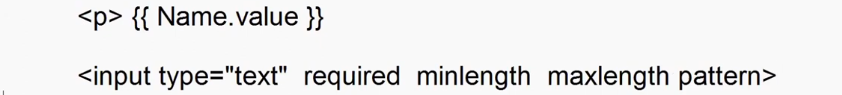 <p> {{ Name.value }}
<input type="text" required minlength maxlength pattern>